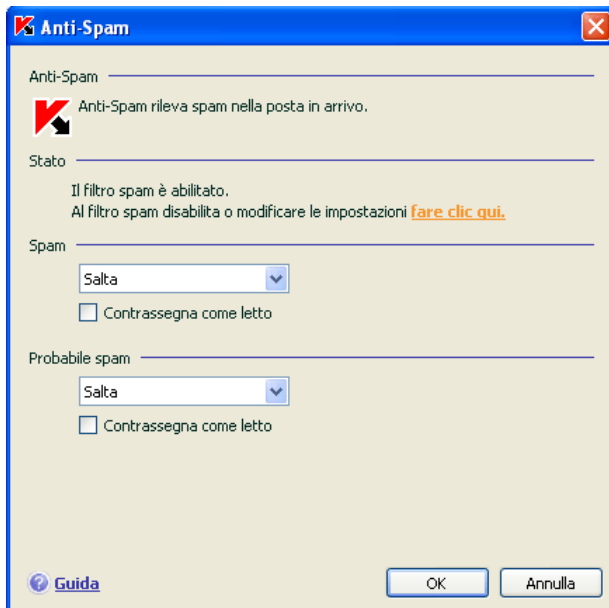 Anti-Spam
Anti-Spam
Anti-Spam rileva spam nella posta in arrivo.
Stato
Il filtro spam è abilitato.
Al filtro spam disabilita o modificare le impostazioni fare clic qui.
Spam
Salta
Contrassegna come letto
Probabile spam
Salta
Contrassegna come letto
Guida
OK
Annulla